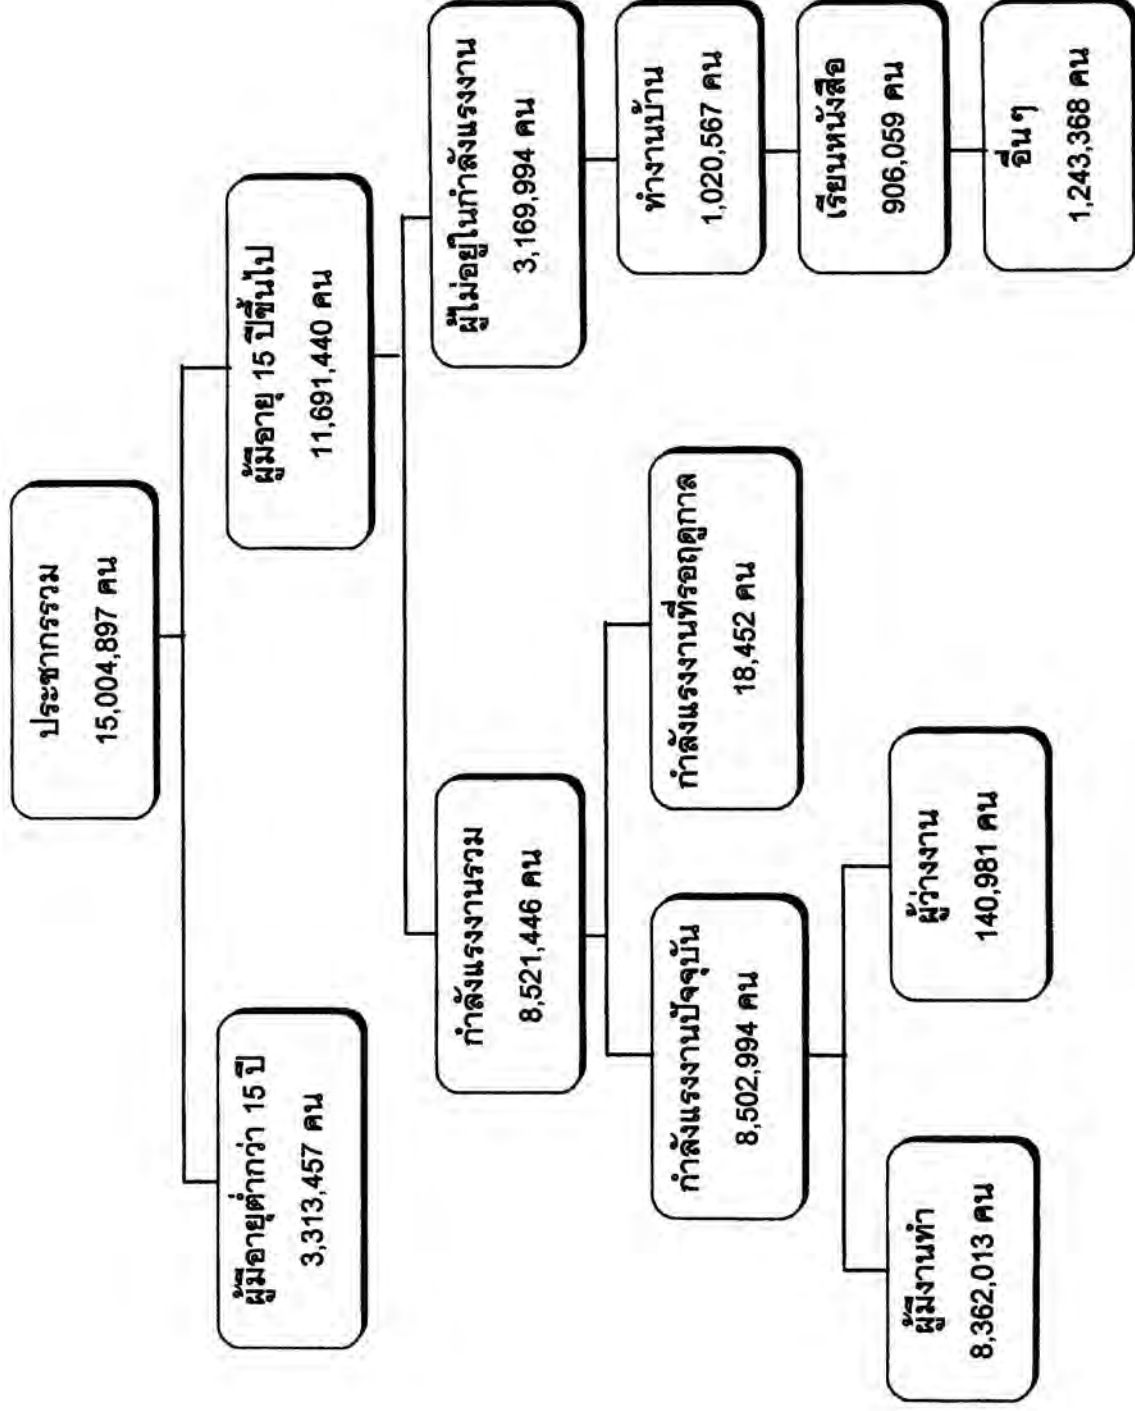 ประชากรรวม
15,004,897 คน
ผู้มีอายุต่ำกว่า 15 ปี
3,313,457 คน
ผู้มีอายุ 15 ปีขึ้นไป
11,691,440 คน
กำลังแรงงานรวม
8,521,446 คน
ผู้ไม่อยู่ในกำลังแรงงาน
3,169,994 คน
กำลังแรงงานปัจจุบัน
8,502,994 คน
กำลังแรงงานที่รอฤดูกาล
18,452 คน
ทำงานบ้าน
1,020,567 คน
ผู้มีงานทำ
8,362,013 คน
ผู้ว่างงาน
140,981 คน
เรียนหนังสือ
906,059 คน
อื่นๆ
1,243,368 คน